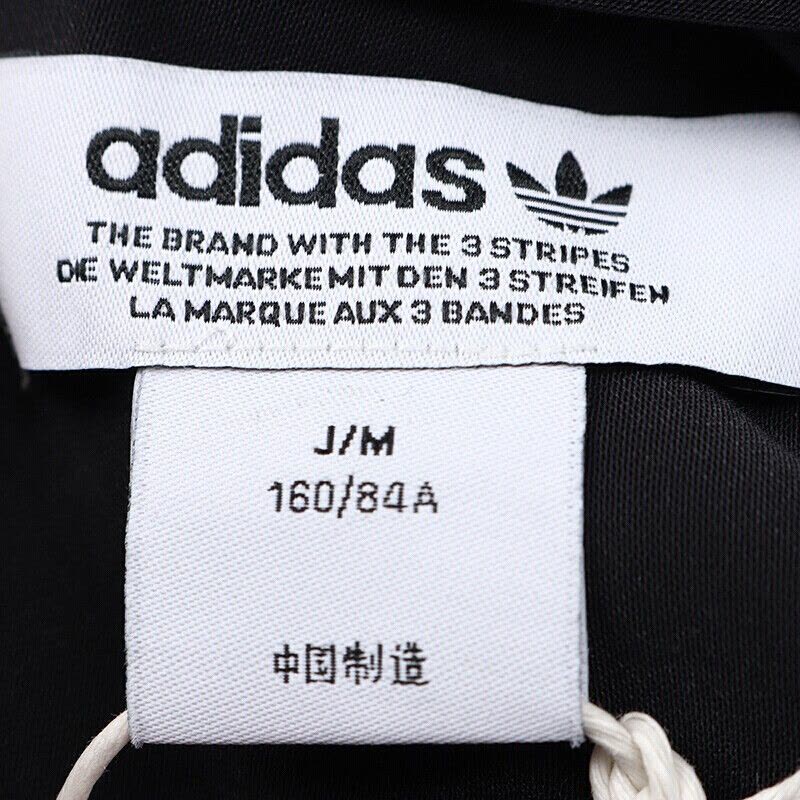 adidas
THE BRAND WITH THE 3 STRIPES
DIE WELTMARKE MIT DEN 3 STREIFEN
LA MARQUE AUX 3 BANDES
J/M
160/84A
中国制造